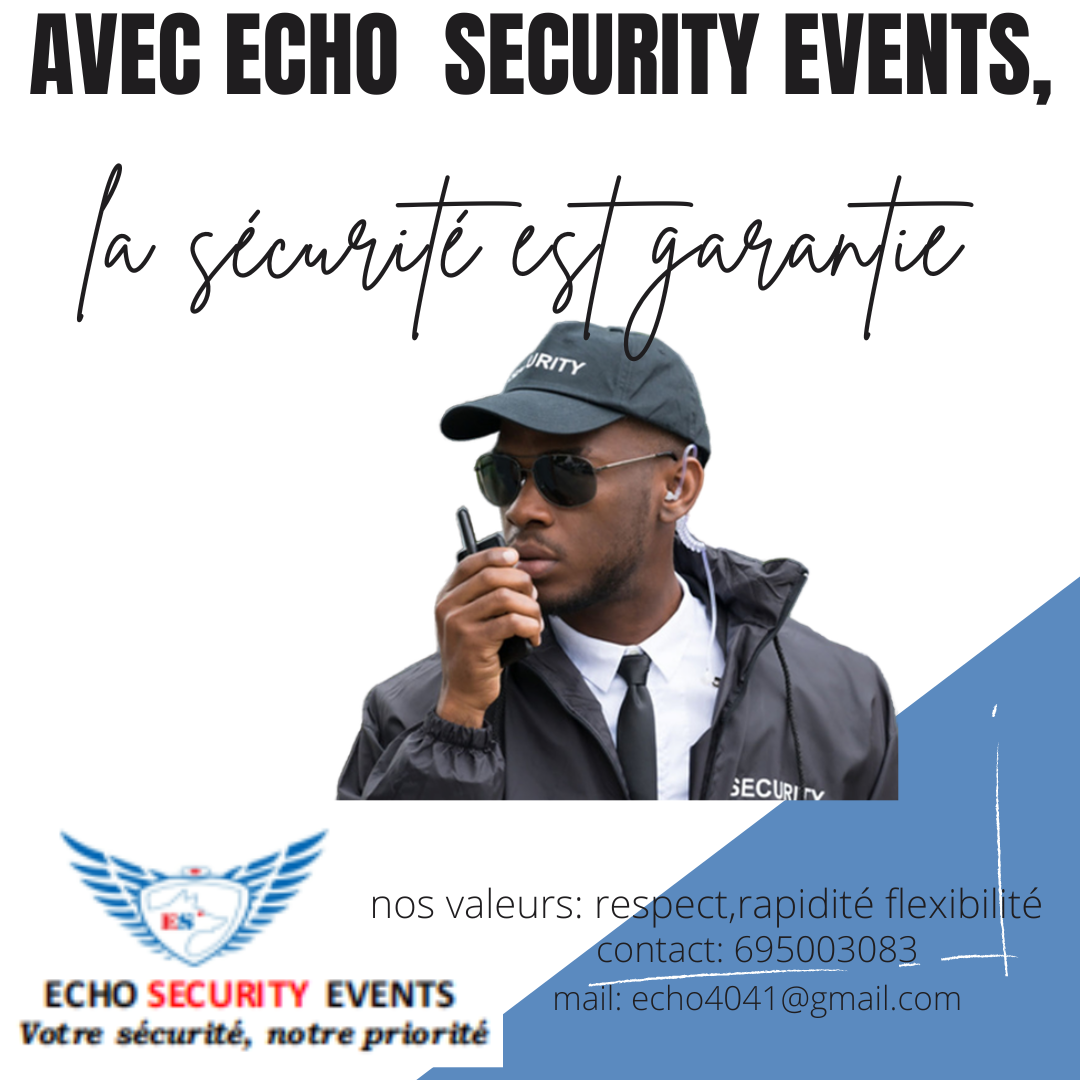 AVEC ECHO SECURITY EVENTS,
la sécurité est garantie
URITY
SECURITY
ES
nos valeurs: respect,rapidité flexibilité
contact: 695003083
mail: echo4041@gmail.com
ECHO SECURITY EVENTS
Votre sécurité, notre priorité